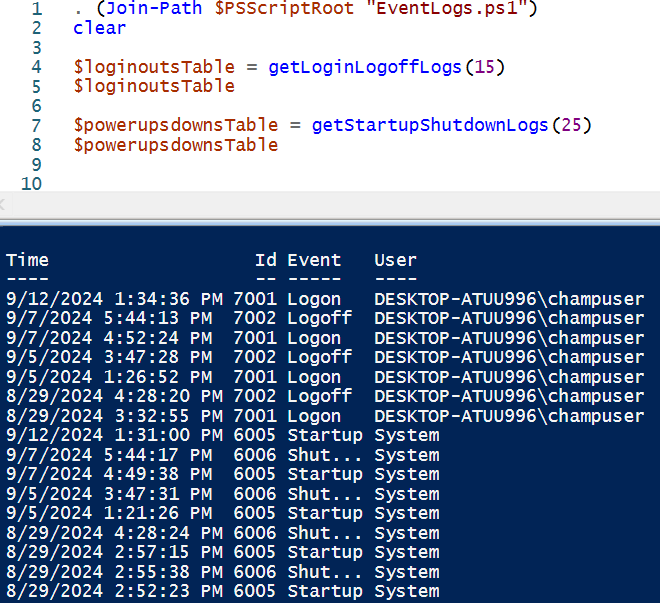 1 . (Join-Path $PSScriptRoot "EventLogs.ps1")
2 clear
3
4 $loginoutsTable = getLoginLogoffLogs(15)
5 $loginoutsTable
6
7 $powerupsdownsTable = getStartupShutdownLogs(25)
8 $powerupsdownsTable
9
10
Time Id Event User
---- -- ----- ----
9/12/2024 1:34:36 PM 7001 Logon DESKTOP-ATUU996\champuser
9/7/2024 5:44:13 PM 7002 Logoff DESKTOP-ATUU996\champuser
9/7/2024 4:52:24 PM 7001 Logon DESKTOP-ATUU996\champuser
9/5/2024 3:47:28 PM 7002 Logoff DESKTOP-ATUU996\champuser
9/5/2024 1:26:52 PM 7001 Logon DESKTOP-ATUU996\champuser
8/29/2024 4:28:20 PM 7002 Logoff DESKTOP-ATUU996\champuser
8/29/2024 3:32:55 PM 7001 Logon DESKTOP-ATUU996\champuser
9/12/2024 1:31:00 PM 6005 Startup System
9/7/2024 5:44:17 PM 6006 Shut... System
9/7/2024 4:49:38 PM 6005 Startup System
9/5/2024 3:47:31 PM 6006 Shut... System
9/5/2024 1:21:26 PM 6005 Startup System
8/29/2024 4:28:24 PM 6006 Shut... System
8/29/2024 2:57:15 PM 6005 Startup System
8/29/2024 2:55:38 PM 6006 Shut... System
8/29/2024 2:52:23 PM 6005 Startup System